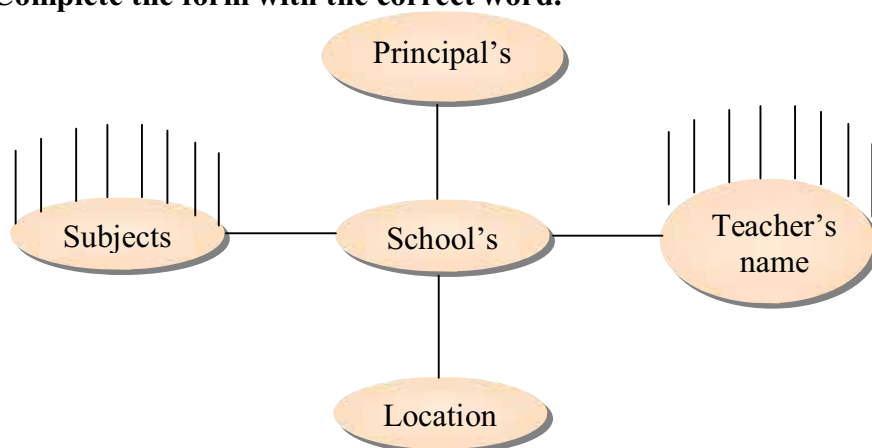 Complete the form with the correct word.
Principal's
Subjects
School's
Teacher's
name
Location